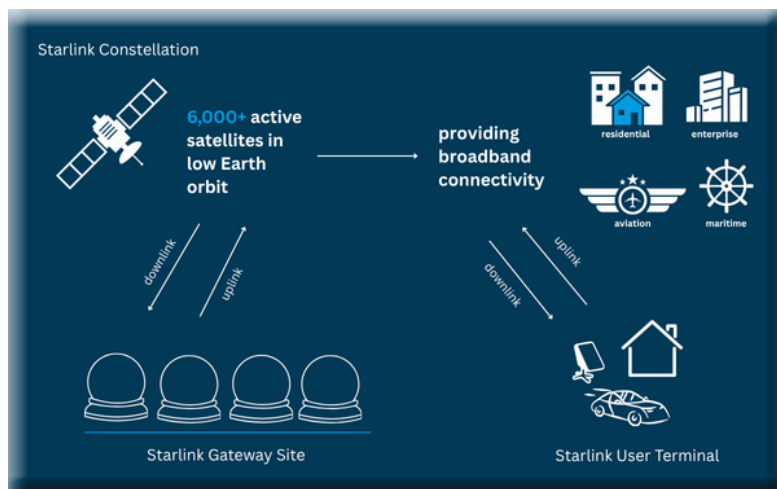 Starlink Constellation
6,000+ active
satellites in
low Earth
orbit
providing
broadband
connectivity
residential
enterprise
aviation
maritime
downlink
uplink
downlink
uplink
Starlink Gateway Site
Starlink User Terminal